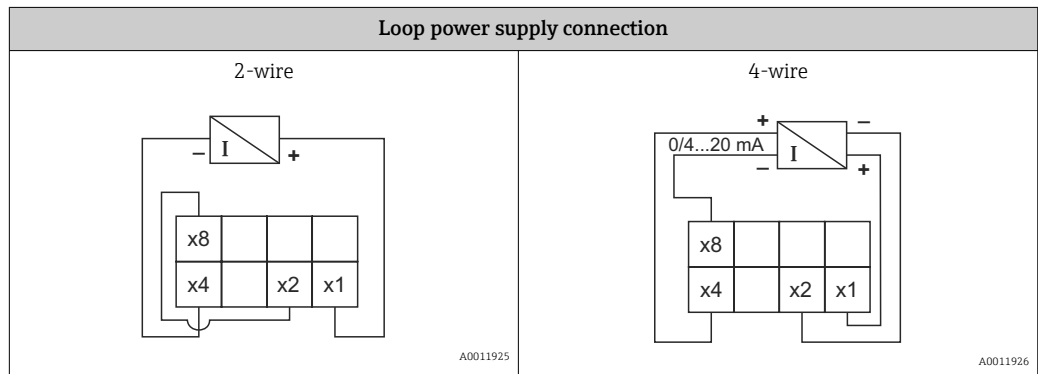 Loop power supply connection
2-wire
– I +
x8
x4 x2 x1
A0011925
4-wire
+ –
0/4...20 mA I
– +
x8
x4 x2 x1
A0011926